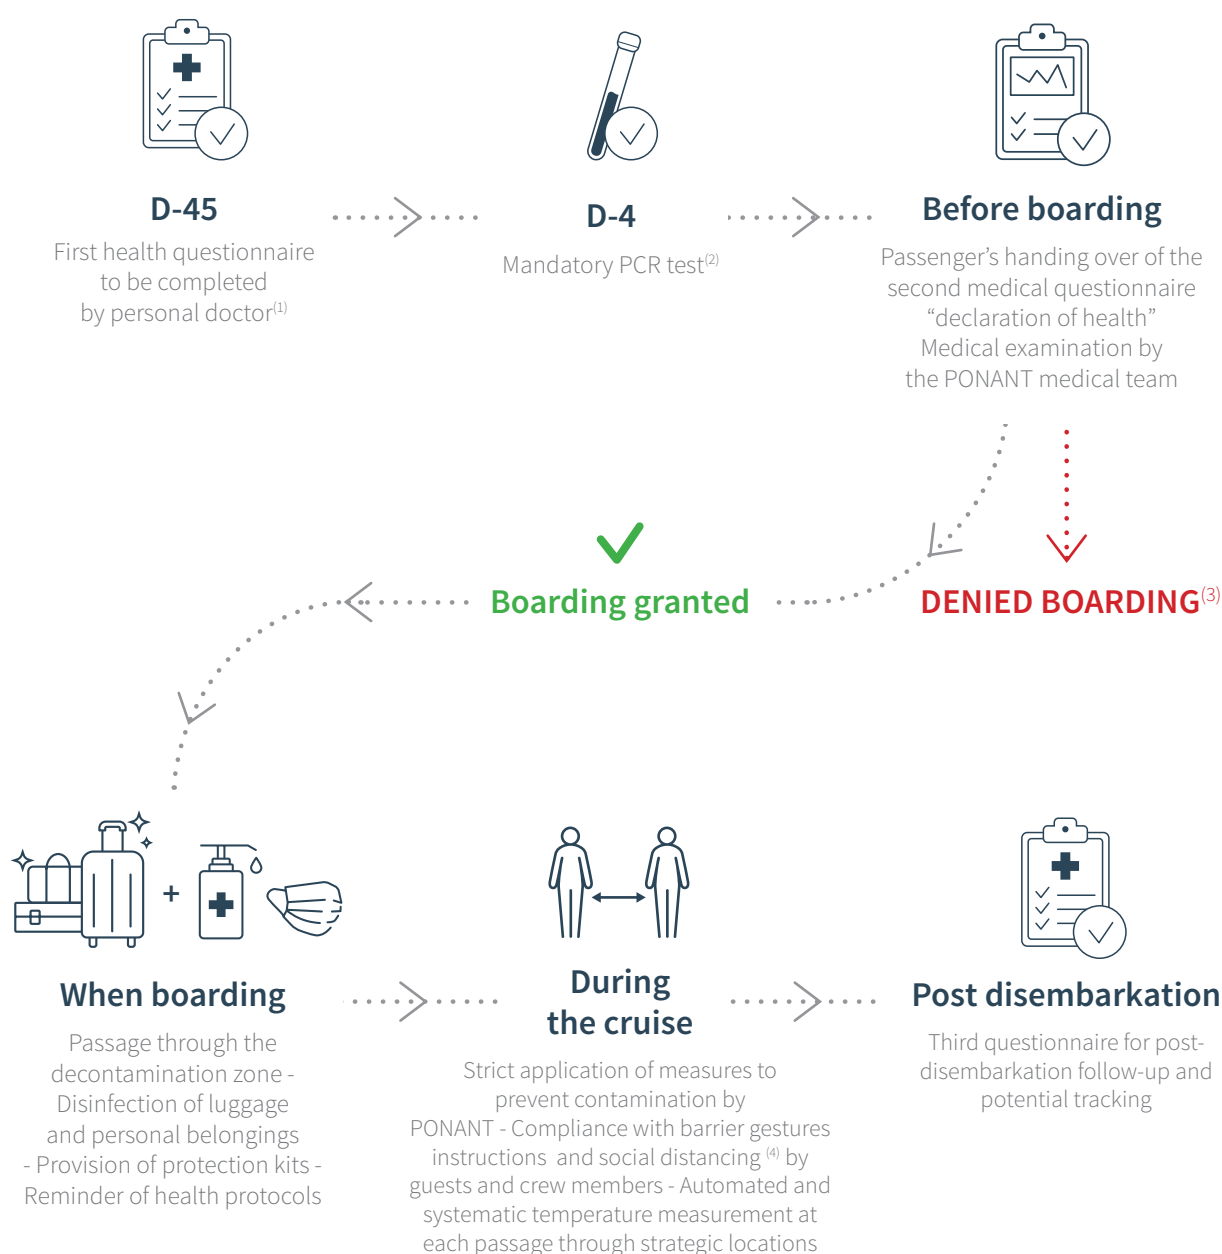 D-45
First health questionnaire
to be completed
by personal doctor(1)
D-4
Mandatory PCR test(2)
Before boarding
Passenger’s handing over of the
second medical questionnaire
“declaration of health”
Medical examination by
the PONANT medical team
Boarding granted
DENIED BOARDING(3)
+
When boarding
Passage through the
decontamination zone -
Disinfection of luggage
and personal belongings
- Provision of protection kits -
Reminder of health protocols
During
the cruise
Strict application of measures to
prevent contamination by
PONANT - Compliance with barrier gestures
instructions and social distancing (4) by
guests and crew members - Automated and
systematic temperature measurement at
each passage through strategic locations
Post disembarkation
Third questionnaire for post-
disembarkation follow-up and
potential tracking